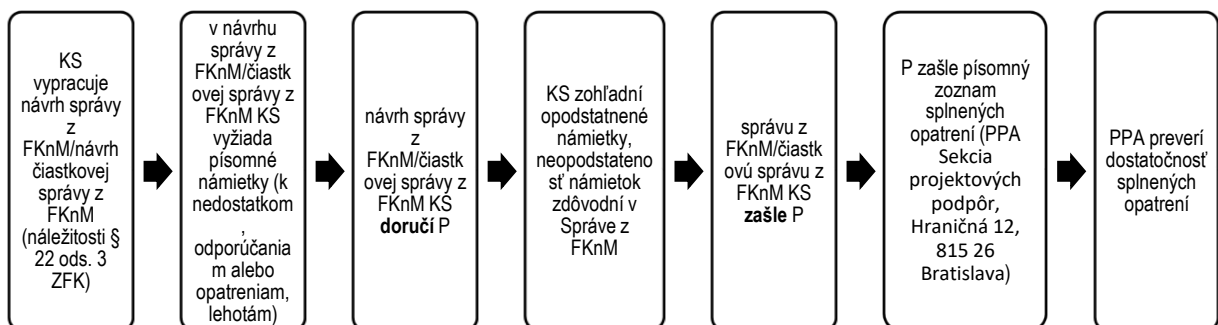 KS
vypracuje
návrh správy
z
FKnM/návrh
čiastkovej
správy z
FKnM
(náležitosti §
22 ods. 3
ZFK)
v návrhu
správy z
FKnM/čiastk
ovej správy z
FKnM KS
vyžiada
písomné
námietky (k
nedostatkom
,
odporúčania
m alebo
opatreniam,
lehotám)
návrh správy
z
FKnM/čiastk
ovej správy z
FKnM KS
doručí P
KS zohľadní
opodstatnené
námietky,
neopodstateno
sť námietok
zdôvodní v
Správe z
FKnM
správu z
FKnM/čiastk
ovú správu z
FKnM KS
zašle P
P zašle písomný
zoznam
splnených
opatrení (PPA
Sekcia
projektových
podpôr,
Hraničná 12,
815 26
Bratislava)
PPA preverí
dostatočnosť
splnených
opatrení